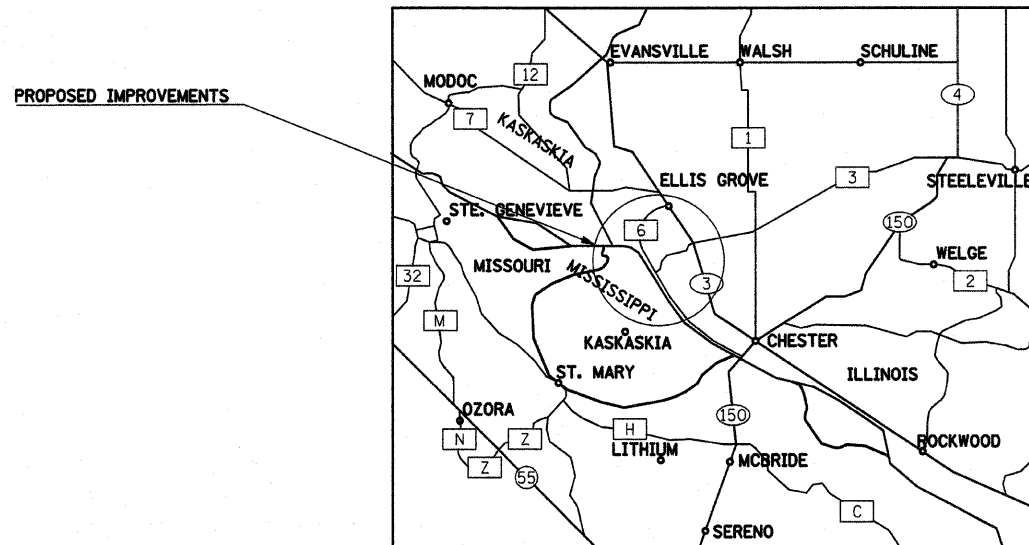 EVANSVILLE
WALSH
SCHULINE
12
MODOC
4
PROPOSED IMPROVEMENTS
7
KASKASKIA
1
ELLIS GROVE
3
STEELEVILLE
STE. GENEVIEVE
6
150
WELGE
MISSOURI
MISSISSIPPI
32
3
2
M
KASKASKIA
CHESTER
ST. MARY
ILLINOIS
OZORA
150
N
Z
H
ROCKWOOD
LITHIUM
MCBRIDE
Z
55
C
SERENO